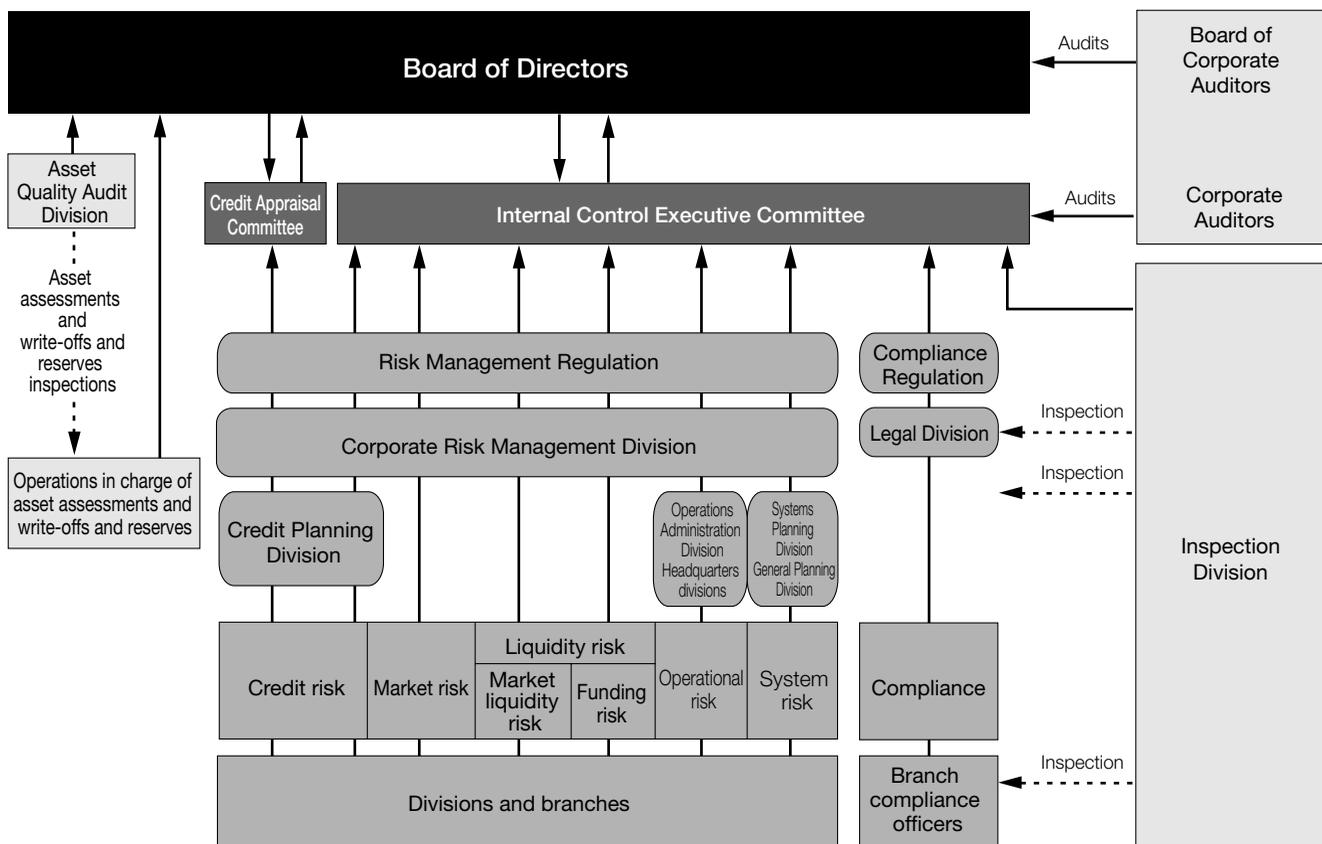 Board of Directors
Audits
Board of
Corporate
Auditors
Asset
Quality Audit
Division
Credit Appraisal
Committee
Internal Control Executive Committee
Audits
Corporate
Auditors
Asset
assessments
and
write-offs and
reserves
inspections
Risk Management Regulation
Compliance
Regulation
Corporate Risk Management Division
Legal Division
Inspection
Inspection
Operations in charge of
asset assessments and
write-offs and reserves
Credit Planning
Division
Operations
Administration
Division
Headquarters
divisions
Systems
Planning
Division
General Planning
Division
Inspection
Division
Credit risk
Market risk
Liquidity risk
Market
liquidity
risk
Funding
risk
Operational
risk
System
risk
Compliance
Divisions and branches
Branch
compliance
officers
Inspection